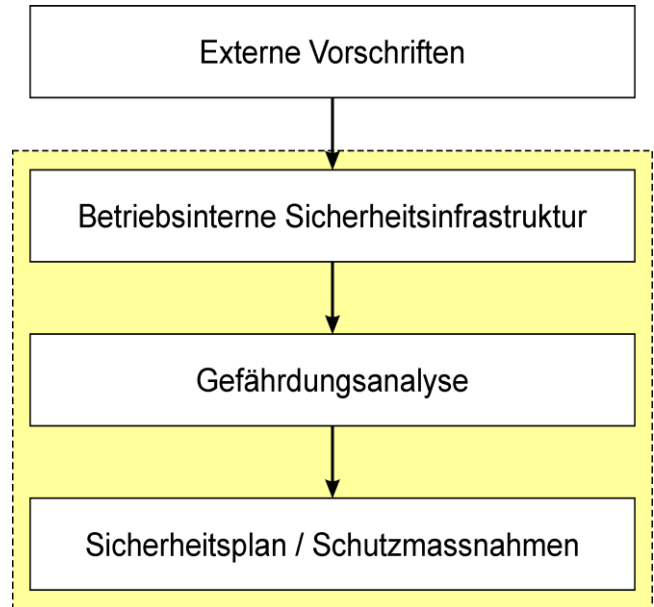 Externe Vorschriften
Betriebsinterne Sicherheitsinfrastruktur
Gefährdungsanalyse
Sicherheitsplan / Schutzmassnahmen